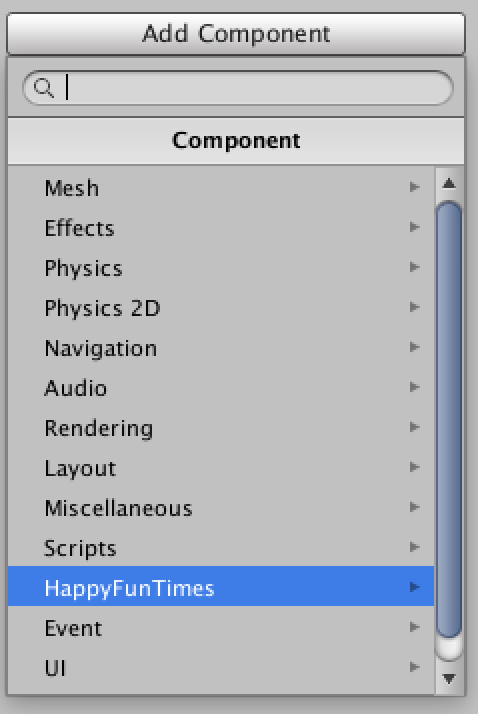 Add Component
Component
Mesh
Effects
Physics
Physics 2D
Navigation
Audio
Rendering
Layout
Miscellaneous
Scripts
HappyFunTimes
Event
UI